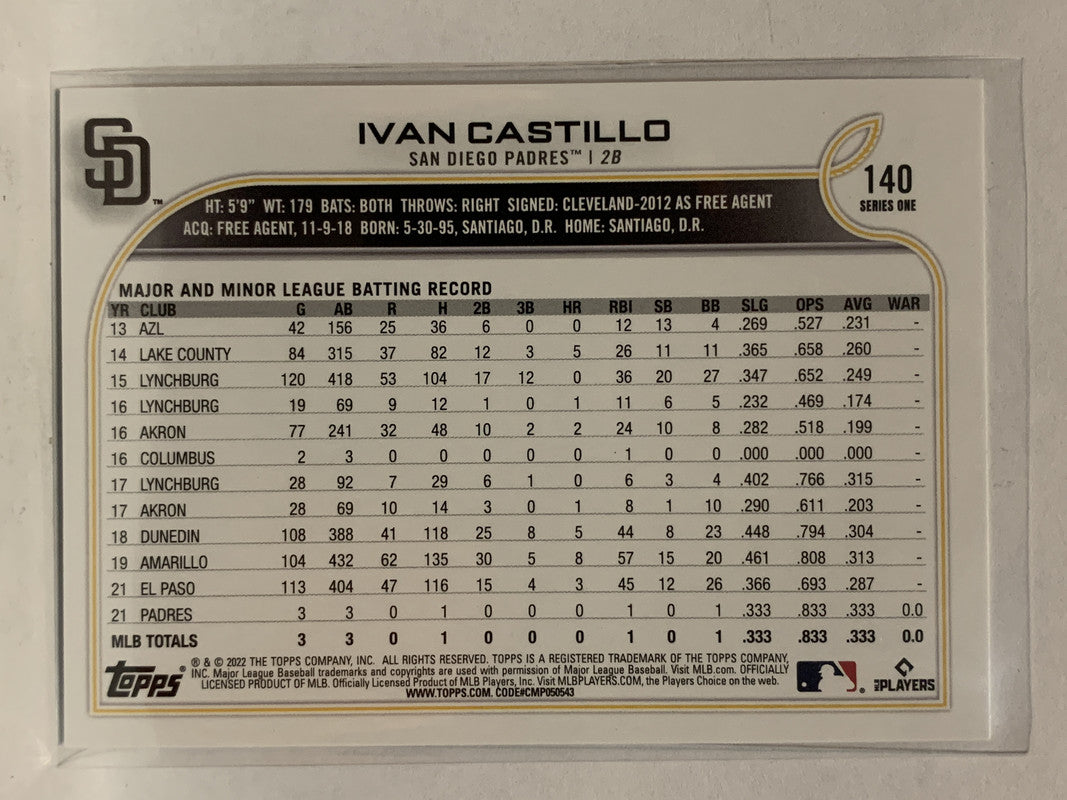 SD ™
IVAN CASTILLO
SAN DIEGO PADRES™ | 2B
140
SERIES ONE
HT: 5'9" WT: 179 BATS: BOTH THROWS: RIGHT SIGNED: CLEVELAND-2012 AS FREE AGENT
ACQ: FREE AGENT, 11-9-18 BORN: 5-30-95, SANTIAGO, D.R. HOME: SANTIAGO, D.R.
MAJOR AND MINOR LEAGUE BATTING RECORD
YR CLUB G AB R H 2B 3B HR RBI SB BB SLG OPS AVG WAR
13 AZL 42 156 25 36 6 0 0 12 13 4 .269 .527 .231 -
14 LAKE COUNTY 84 315 37 82 12 3 5 26 11 11 .365 .658 .260 -
15 LYNCHBURG 120 418 53 104 17 12 0 36 20 27 .347 .652 .249 -
16 LYNCHBURG 19 69 9 12 1 0 1 11 6 5 .232 .469 .174 -
16 AKRON 77 241 32 48 10 2 2 24 10 8 .282 .518 .199 -
16 COLUMBUS 2 3 0 0 0 0 0 1 0 0 .000 .000 .000 -
17 LYNCHBURG 28 92 7 29 6 1 0 6 3 4 .402 .766 .315 -
17 AKRON 28 69 10 14 3 0 1 8 1 10 .290 .611 .203 -
18 DUNEDIN 108 388 41 118 25 8 5 44 8 23 .448 .794 .304 -
19 AMARILLO 104 432 62 135 30 5 8 57 15 20 .461 .808 .313 -
21 EL PASO 113 404 47 116 15 4 3 45 12 26 .366 .693 .287 -
21 PADRES 3 3 0 1 0 0 0 1 0 1 .333 .833 .333 0.0
MLB TOTALS 3 3 0 1 0 0 0 1 0 1 .333 .833 .333 0.0
® & © 2022 THE TOPPS COMPANY, INC. ALL RIGHTS RESERVED. TOPPS IS A REGISTERED TRADEMARK OF THE TOPPS COMPANY,
INC. Major League Baseball trademarks and copyrights are used with permission of Major League Baseball. Visit MLB.com. OFFICIALLY
LICENSED PRODUCT OF MLB. Officially Licensed Product of MLB Players, Inc. Visit MLBPLAYERS.COM, the Players Choice on the web.
WWW.TOPPS.COM. CODE#CMP050543
Topps ®
®
MLB PLAYERS